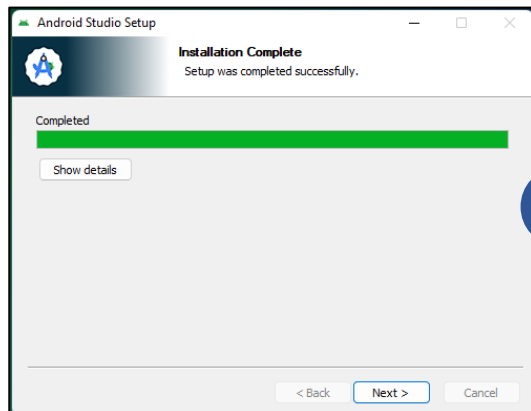 Android Studio Setup
Installation Complete
Setup was completed successfully.
Completed
Show details
< Back Next > Cancel